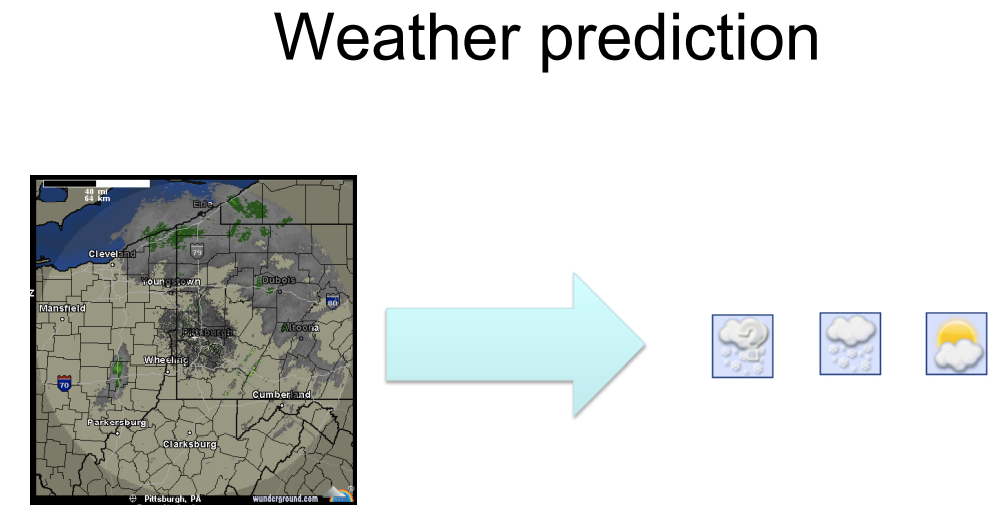 Weather prediction
40 mi
64 km
Erie
Cleveland
79
Youngstown
Dubois
80
Mansfield
Pittsburgh
Altoona
Wheeling
70
Cumberland
Parkersburg
Clarksburg
Pittsburgh, PA
wunderground.com